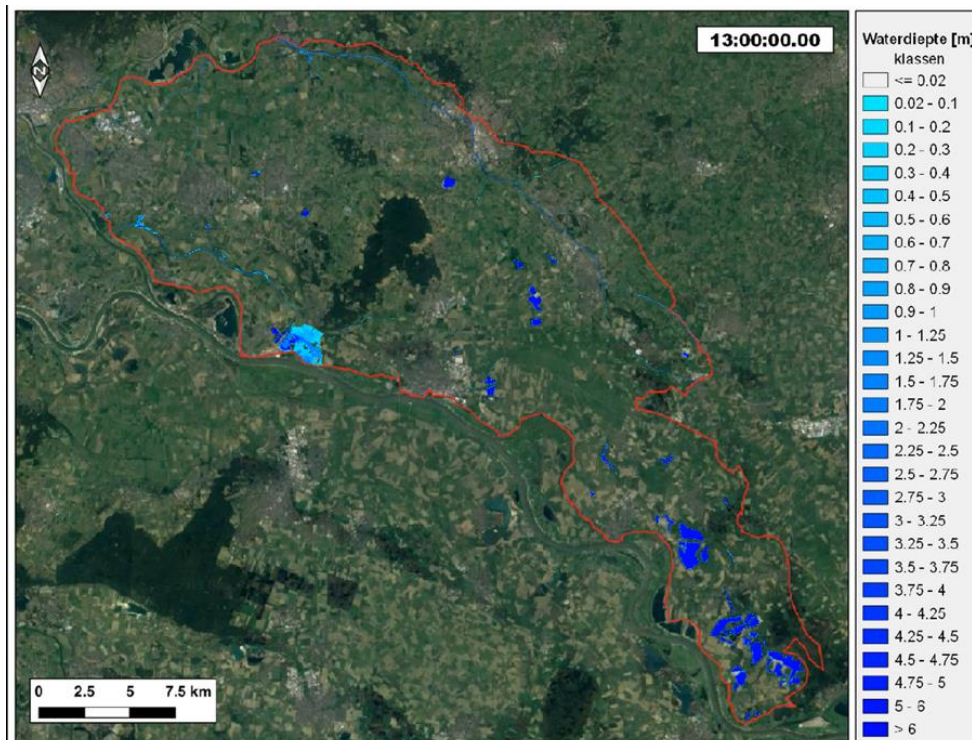 13:00:00.00
N
0 2.5 5 7.5 km
Waterdiepte [m]
klassen
<= 0.02
0.02 - 0.1
0.1 - 0.2
0.2 - 0.3
0.3 - 0.4
0.4 - 0.5
0.5 - 0.6
0.6 - 0.7
0.7 - 0.8
0.8 - 0.9
0.9 - 1
1 - 1.25
1.25 - 1.5
1.5 - 1.75
1.75 - 2
2 - 2.25
2.25 - 2.5
2.5 - 2.75
2.75 - 3
3 - 3.25
3.25 - 3.5
3.5 - 3.75
3.75 - 4
4 - 4.25
4.25 - 4.5
4.5 - 4.75
4.75 - 5
5 - 6
> 6